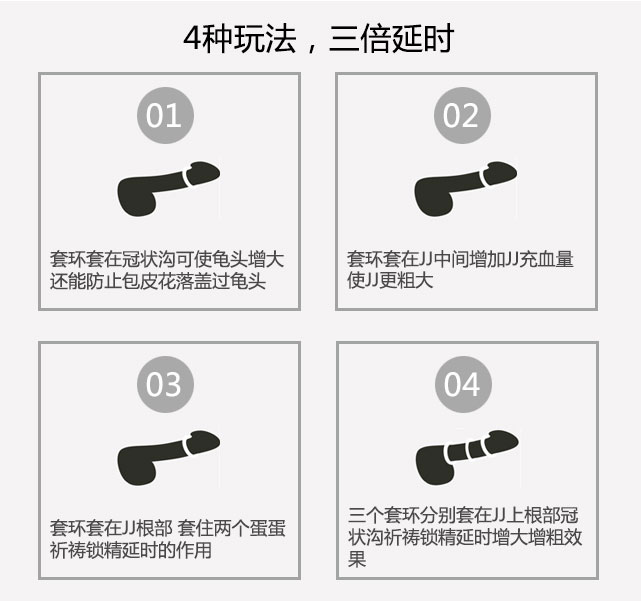 4种玩法，三倍延时
01
套环套在冠状沟可使龟头增大
还能防止包皮花落盖过龟头
02
套环套在JJ中间增加JJ充血量
使JJ更粗大
03
套环套在JJ根部 套住两个蛋蛋
祈祷锁精延时的作用
04
三个套环分别套在JJ上根部冠
状沟祈祷锁精延时增大增粗效
果